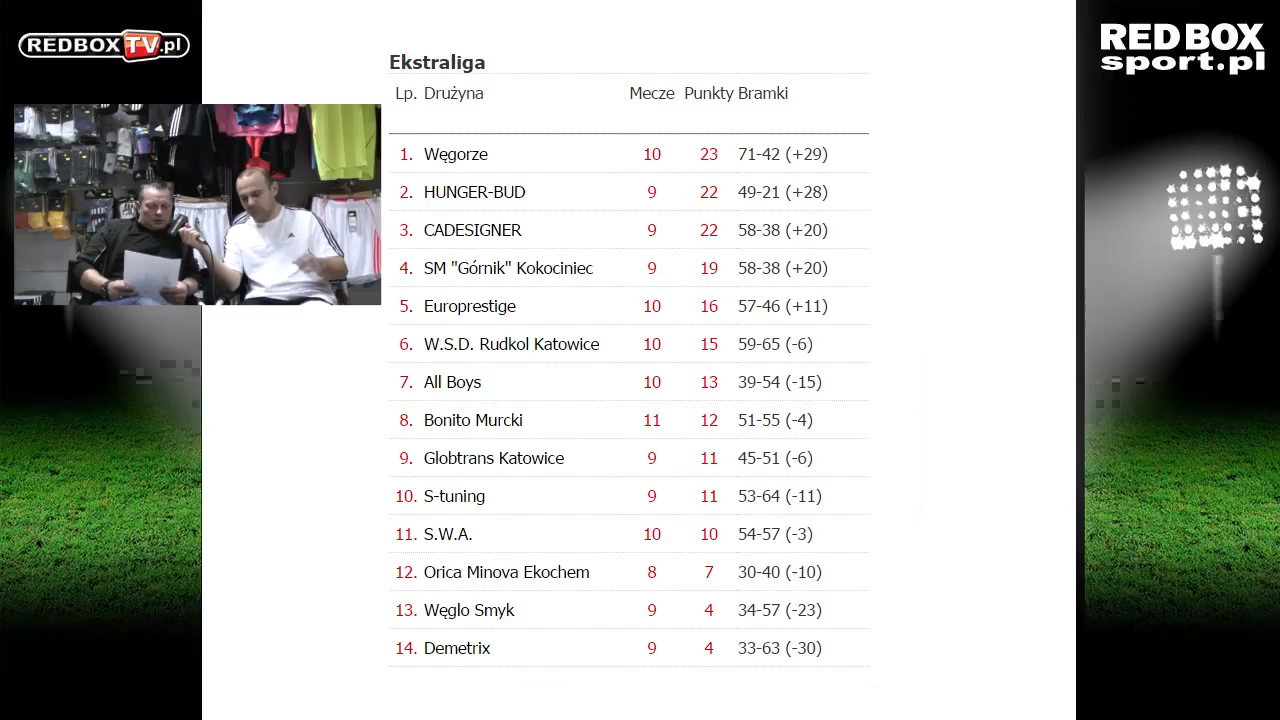 REDBOX TV.pl
RED BOX
sport.pl
Ekstraliga
Lp. Drużyna Mecze Punkty Bramki
1. Węgorze 10 23 71-42 (+29)
2. HUNGER-BUD 9 22 49-21 (+28)
3. CADESIGNER 9 22 58-38 (+20)
4. SM "Górnik" Kokociniec 9 19 58-38 (+20)
5. Europrestige 10 16 57-46 (+11)
6. W.S.D. Rudkol Katowice 10 15 59-65 (-6)
7. All Boys 10 13 39-54 (-15)
8. Bonito Murcki 11 12 51-55 (-4)
9. Globtrans Katowice 9 11 45-51 (-6)
10. S-tuning 9 11 53-64 (-11)
11. S.W.A. 10 10 54-57 (-3)
12. Orica Minova Ekochem 8 7 30-40 (-10)
13. Węglo Smyk 9 4 34-57 (-23)
14. Demetrix 9 4 33-63 (-30)